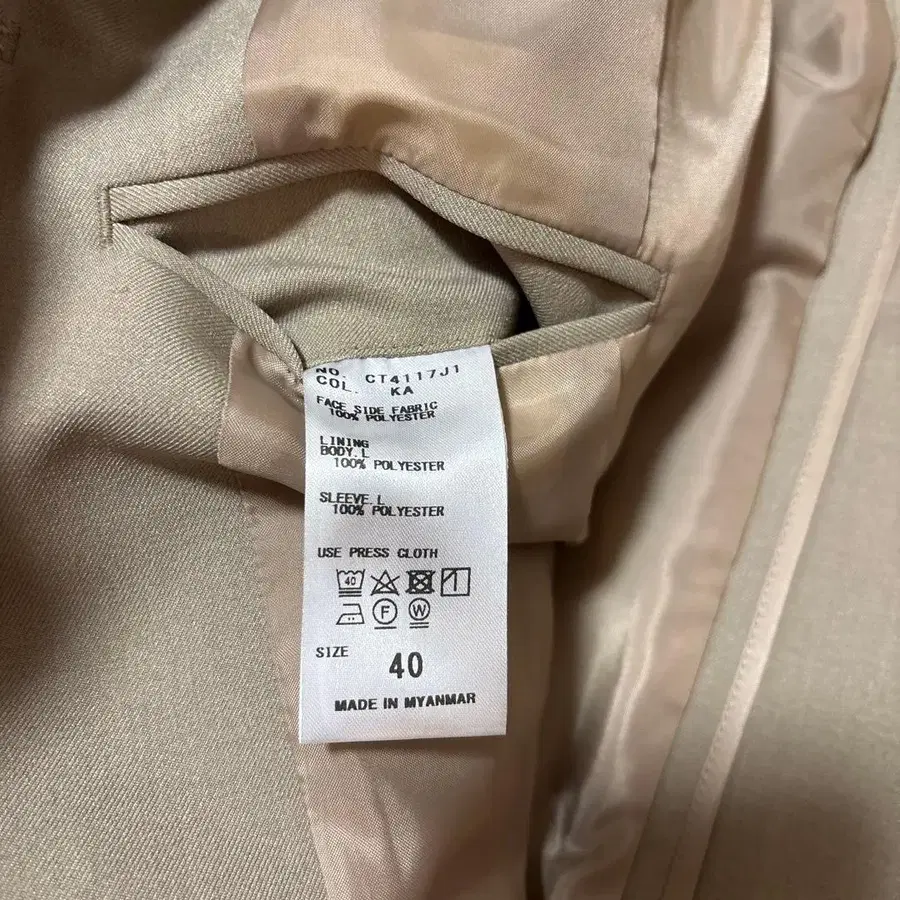 NO. CT4117J1
COL. KA
FACE SIDE FABRIC
100% POLYESTER
LINING
BODY.L
100% POLYESTER
SLEEVE.L
100% POLYESTER
USE PRESS CLOTH
40
F W
SIZE
40
MADE IN MYANMAR